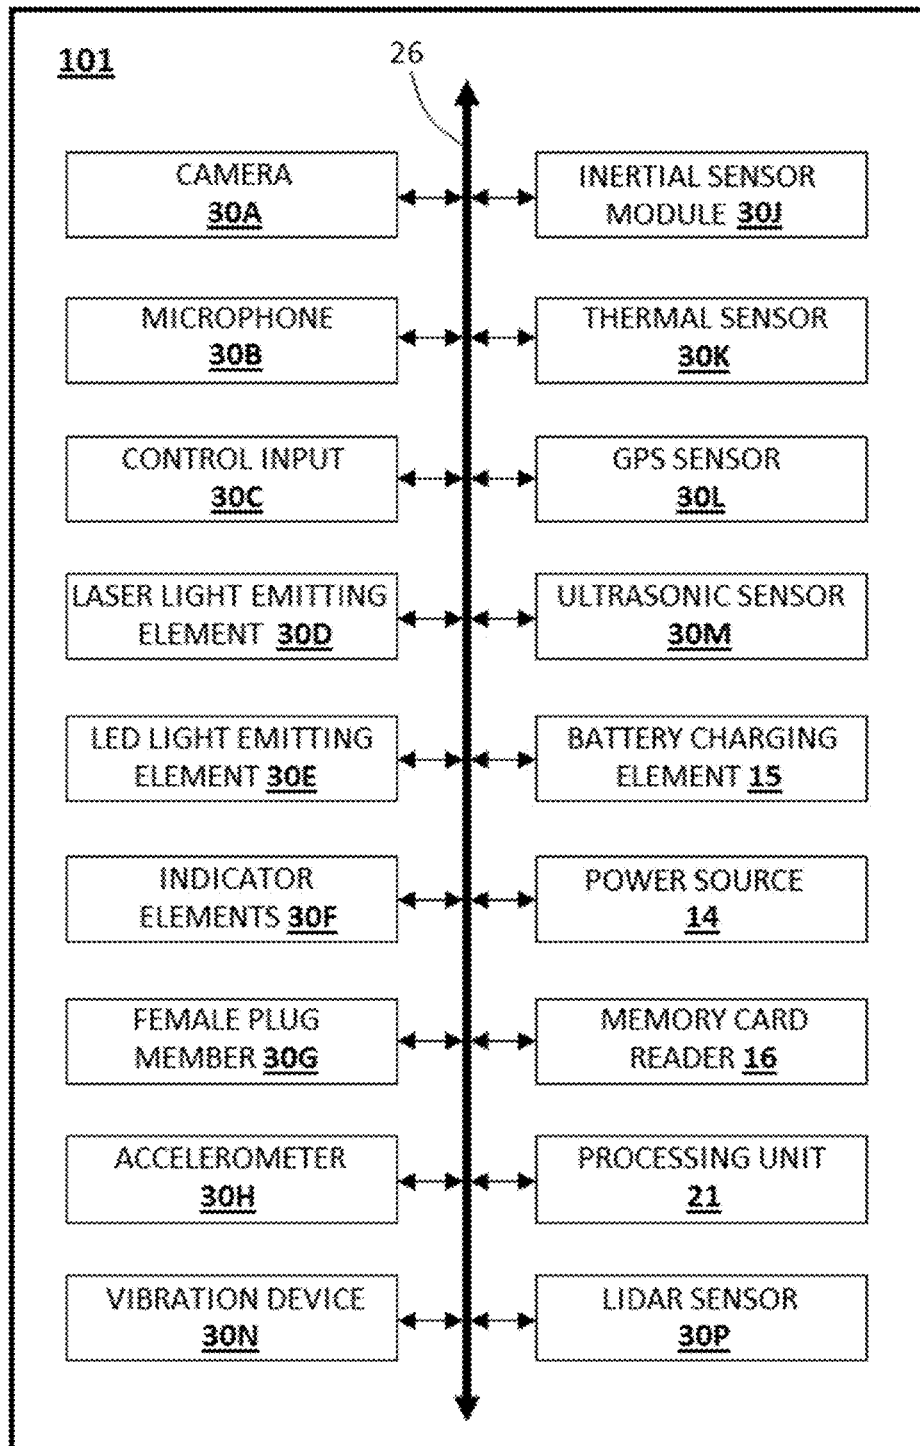 101
26
CAMERA
30A
INERTIAL SENSOR
MODULE 30J
MICROPHONE
30B
THERMAL SENSOR
30K
CONTROL INPUT
30C
GPS SENSOR
30L
LASER LIGHT EMITTING
ELEMENT 30D
ULTRASONIC SENSOR
30M
LED LIGHT EMITTING
ELEMENT 30E
BATTERY CHARGING
ELEMENT 15
INDICATOR
ELEMENTS 30F
POWER SOURCE
14
FEMALE PLUG
MEMBER 30G
MEMORY CARD
READER 16
ACCELEROMETER
30H
PROCESSING UNIT
21
VIBRATION DEVICE
30N
LIDAR SENSOR
30P